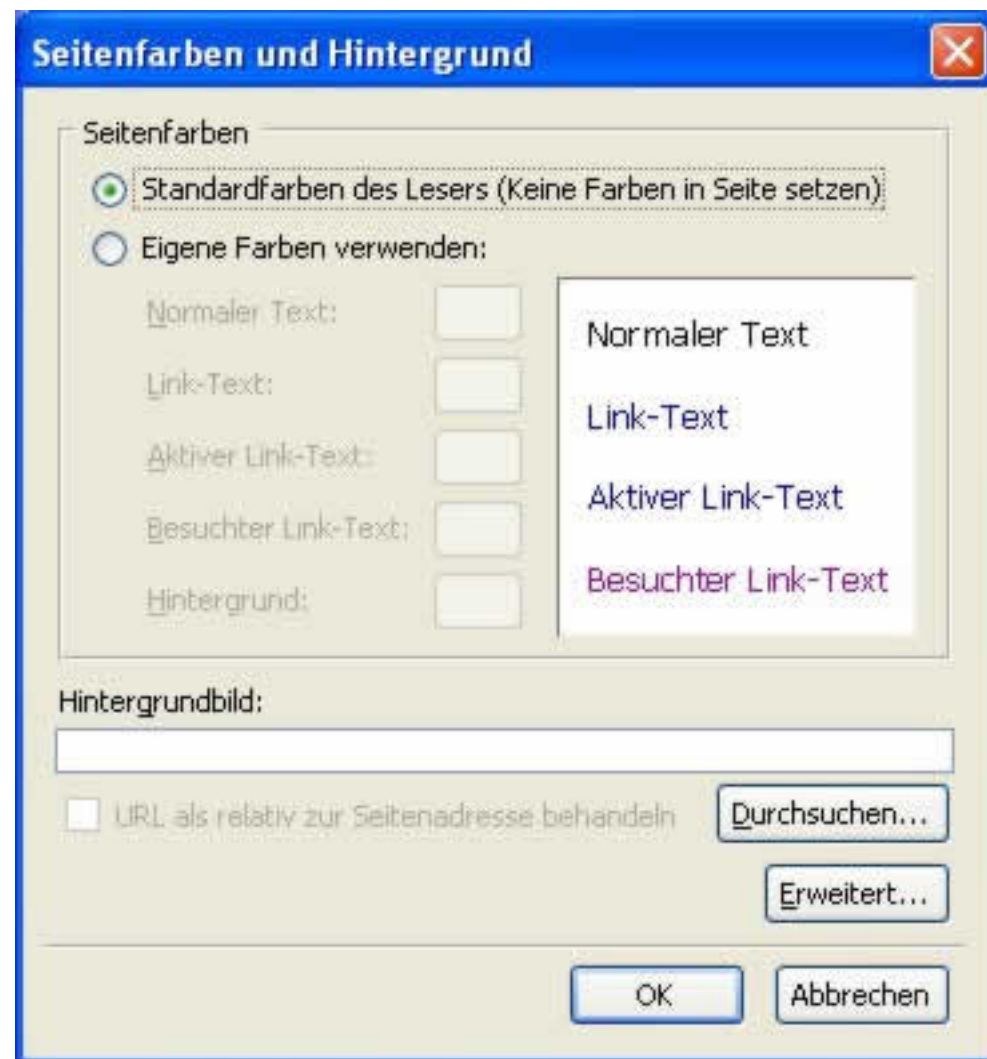 Seitenfarben und Hintergrund
Seitenfarben
Standardfarben des Lesers (Keine Farben in Seite setzen)
Eigene Farben verwenden:
Normaler Text:
Link-Text:
Aktiver Link-Text:
Besuchter Link-Text:
Hintergrund:
Normaler Text
Link-Text
Aktiver Link-Text
Besuchter Link-Text
Hintergrundbild:
URL als relativ zur Seitenadresse behandeln
Durchsuchen...
Erweitert...
OK
Abbrechen